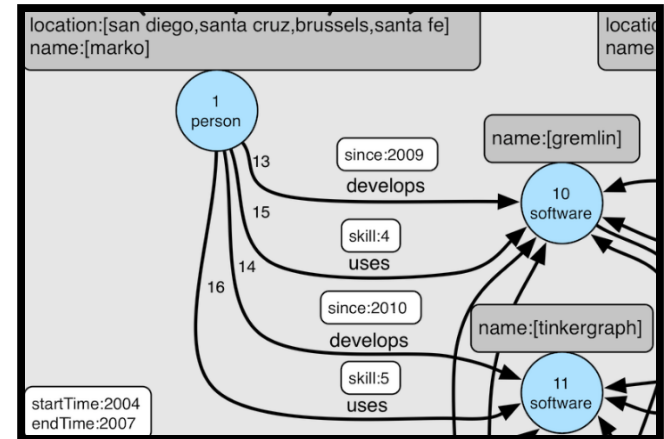 location:[san diego,santa cruz,brussels,santa fe]
name:[marko]
locatio
name
1
person
13
since:2009
develops
name:[gremlin]
10
software
15
skill:4
uses
14
16
since:2010
develops
name:[tinkergraph]
11
software
skill:5
uses
startTime:2004
endTime:2007